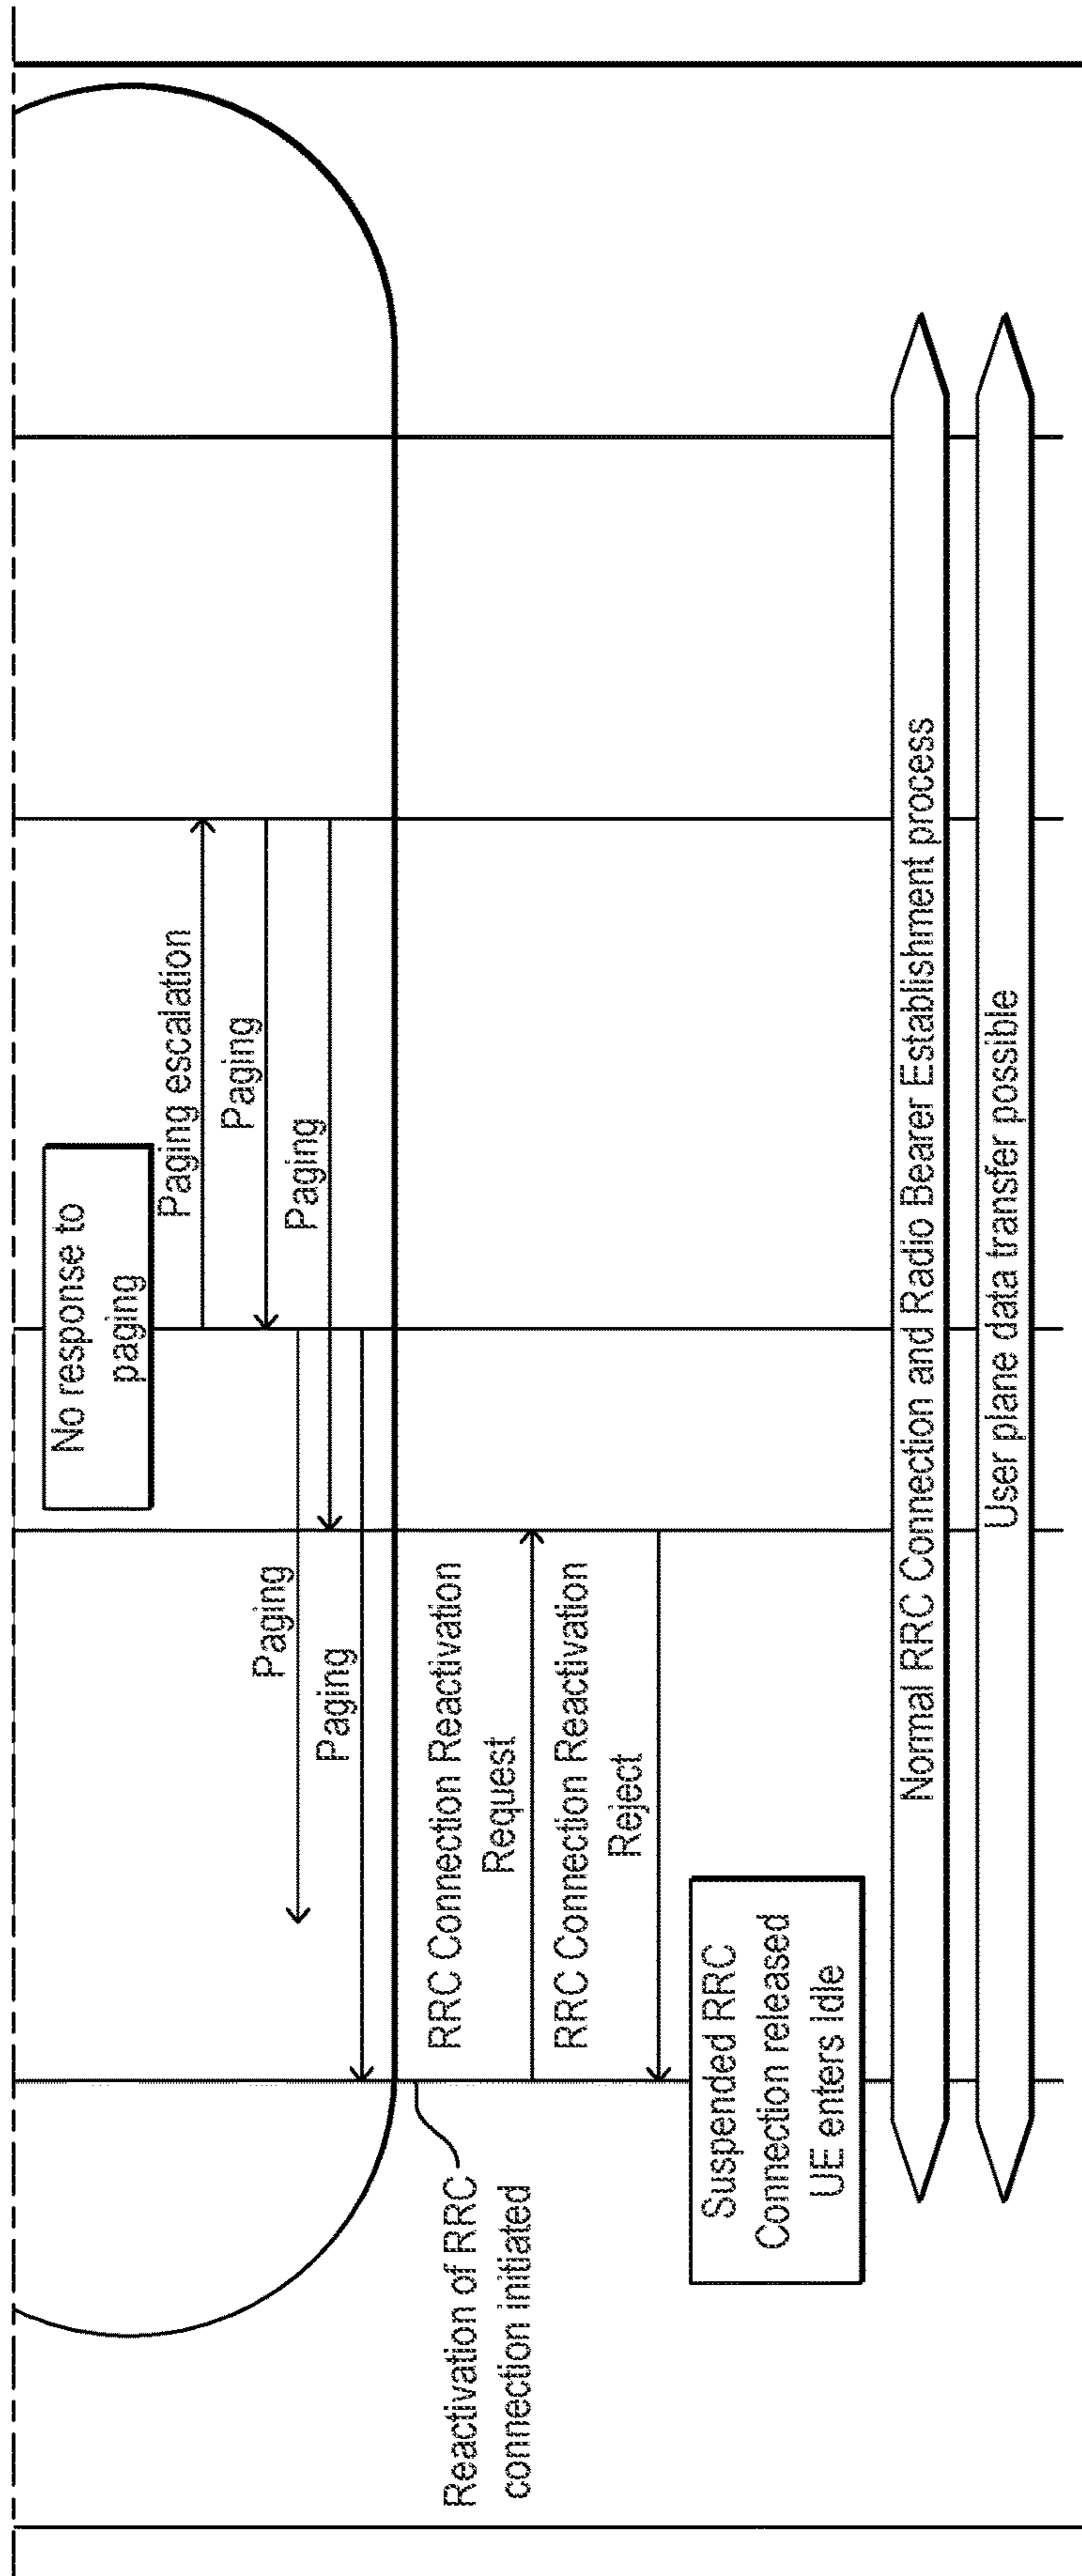 No response to
paging
Paging escalation
Paging
Paging
Paging
Paging
Reactivation of RRC
connection initiated
RRC Connection Reactivation
Request
RRC Connection Reactivation
Reject
Suspended RRC
Connection released
UE enters Idle
Normal RRC Connection and Radio Bearer Establishment process
User plane data transfer possible